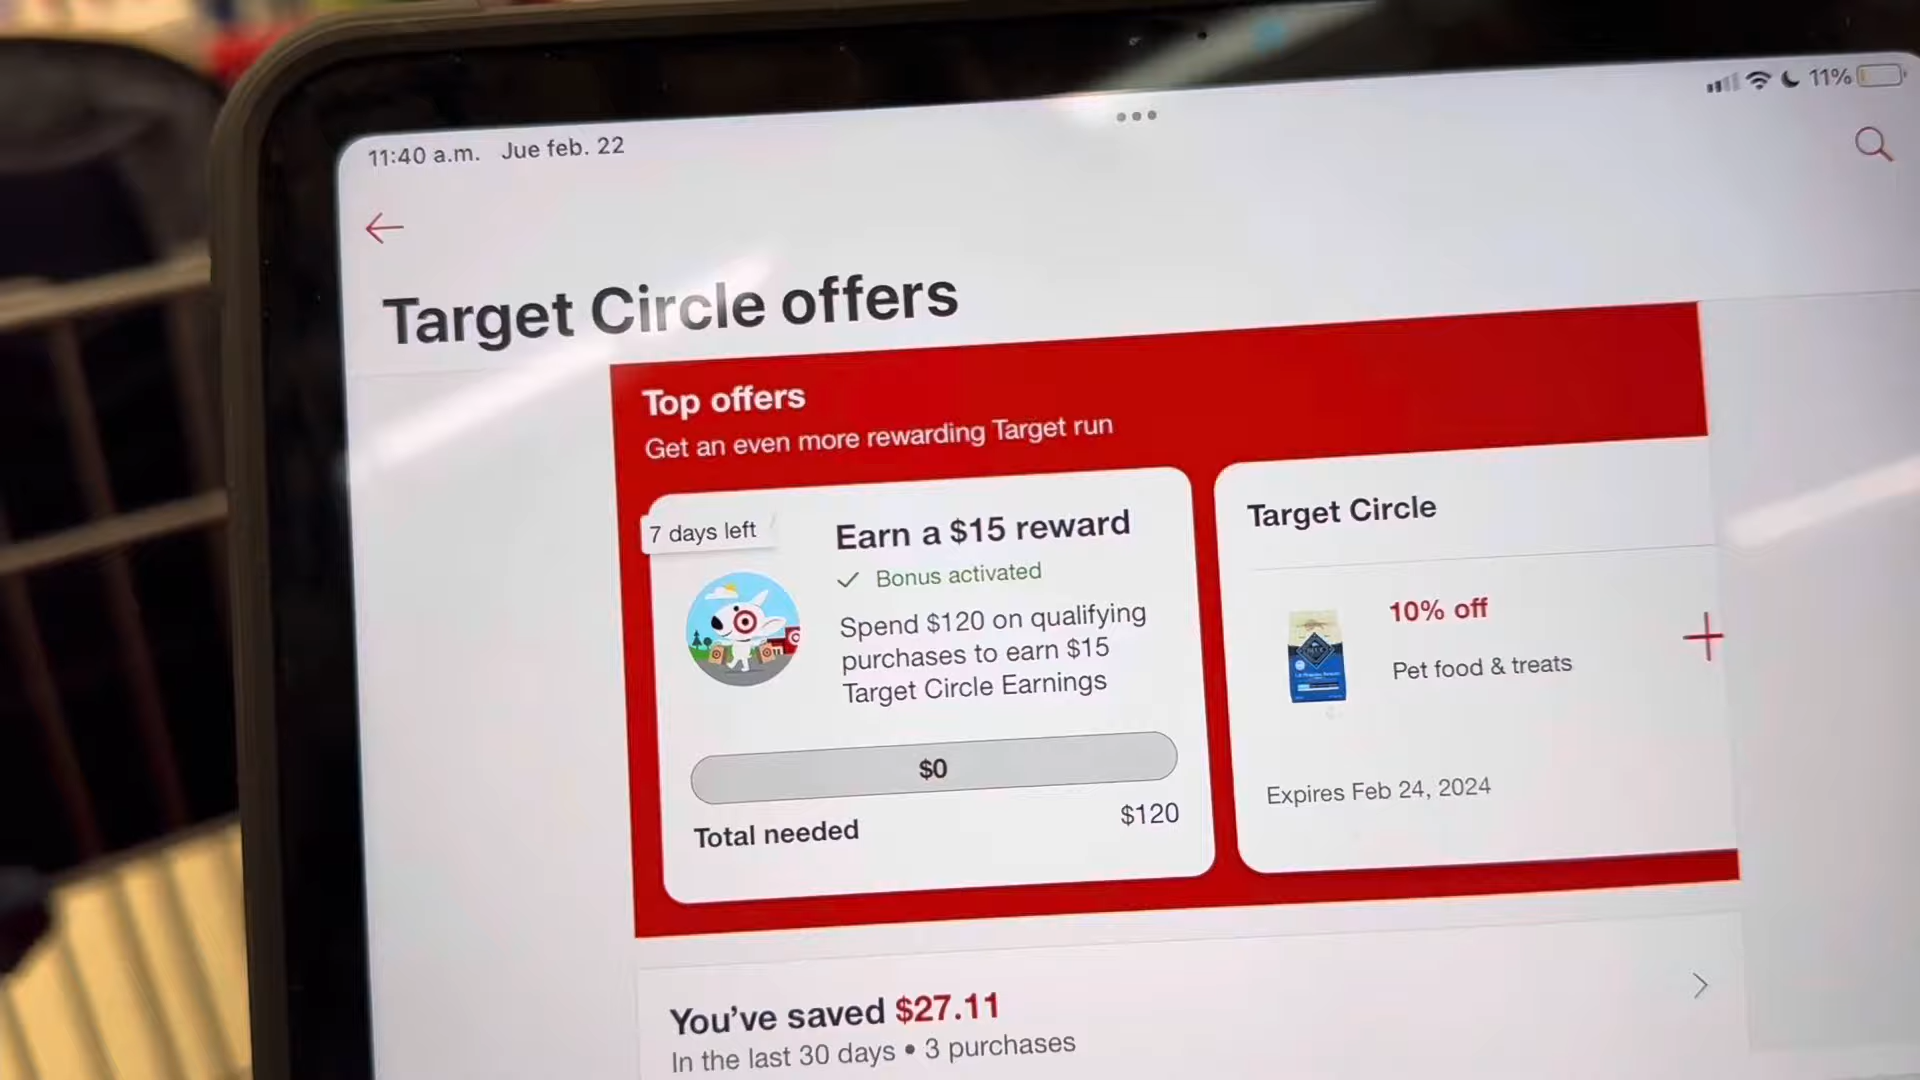 11:40 a.m. Jue feb. 22
11%
Target Circle offers
Top offers
Get an even more rewarding Target run
7 days left
Earn a $15 reward
Bonus activated
Spend $120 on qualifying
purchases to earn $15
Target Circle Earnings
$0
Total needed
$120
Target Circle
10% off
Pet food & treats
Expires Feb 24, 2024
You've saved $27.11
In the last 30 days • 3 purchases